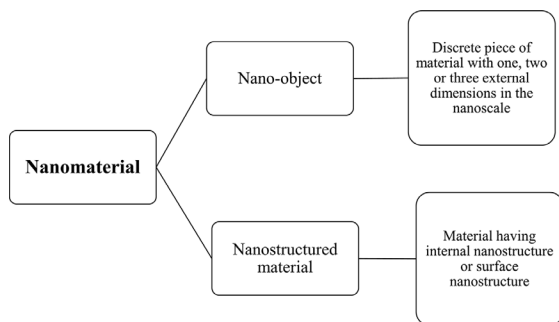 Nanomaterial
Nano-object
Discrete piece of
material with one, two
or three external
dimensions in the
nanoscale
Nanostructured
material
Material having
internal nanostructure
or surface
nanostructure